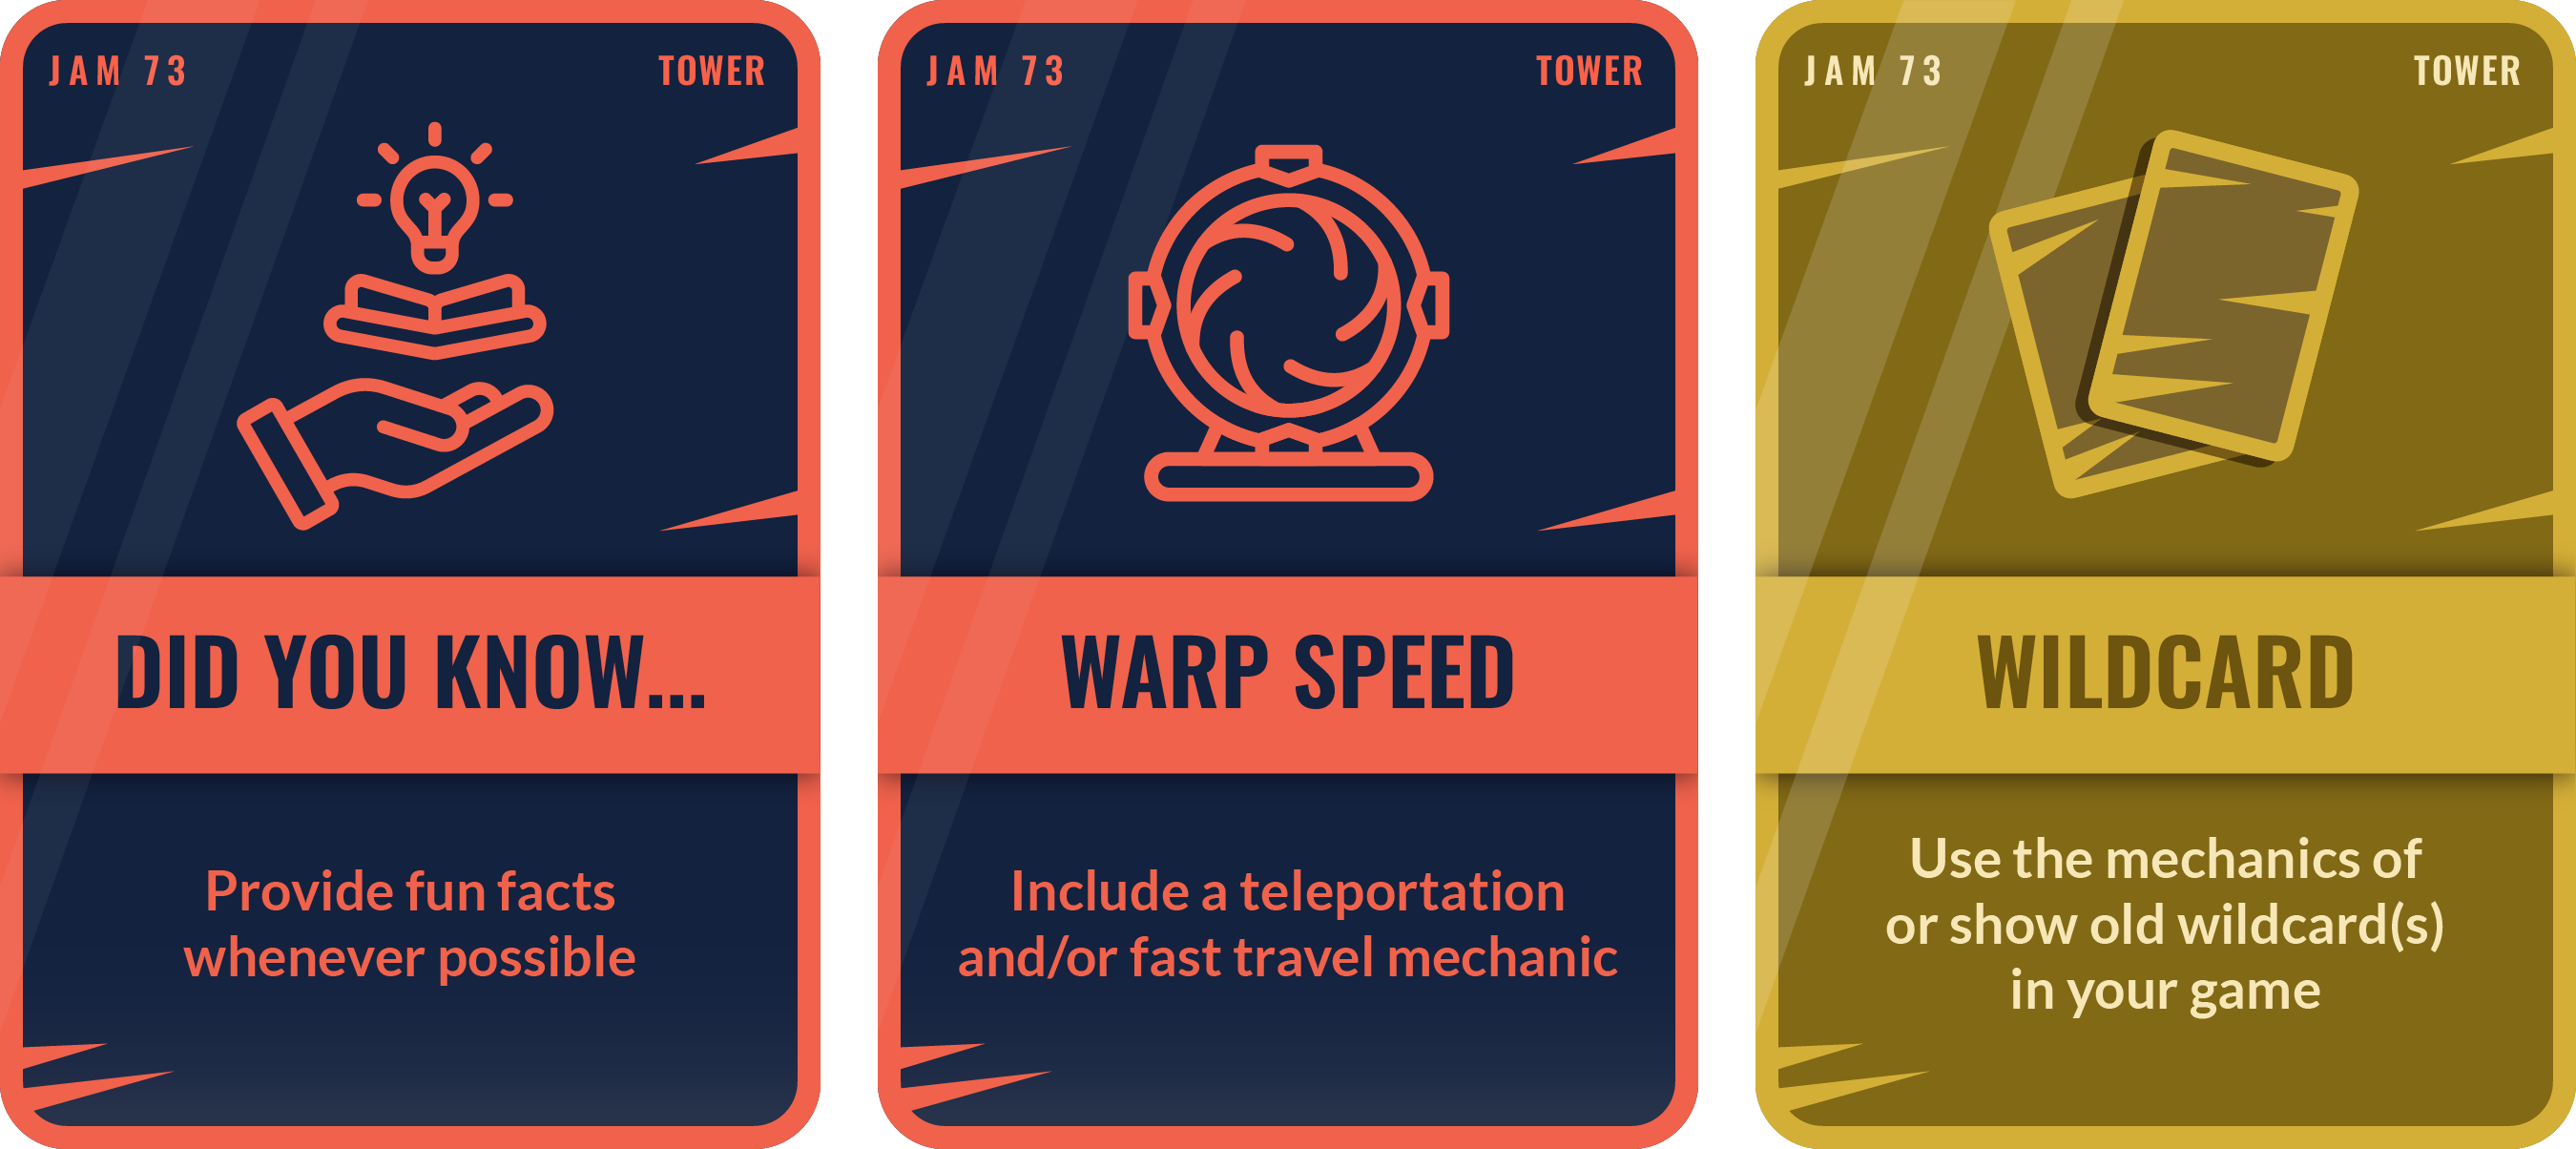 JAM 73 TOWER
DID YOU KNOW...
Provide fun facts
whenever possible
JAM 73 TOWER
WARP SPEED
Include a teleportation
and/or fast travel mechanic
JAM 73 TOWER
WILDCARD
Use the mechanics of
or show old wildcard(s)
in your game